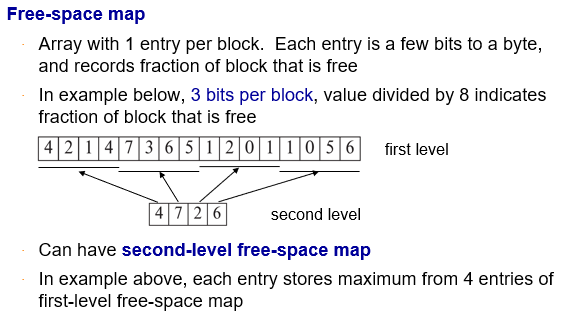 Free-space map
Array with 1 entry per block. Each entry is a few bits to a byte,
and records fraction of block that is free
In example below, 3 bits per block, value divided by 8 indicates
fraction of block that is free
4 2 1 4 7 3 6 5 1 2 0 1 1 0 5 6 first level
4 7 2 6 second level
Can have second-level free-space map
In example above, each entry stores maximum from 4 entries of
first-level free-space map